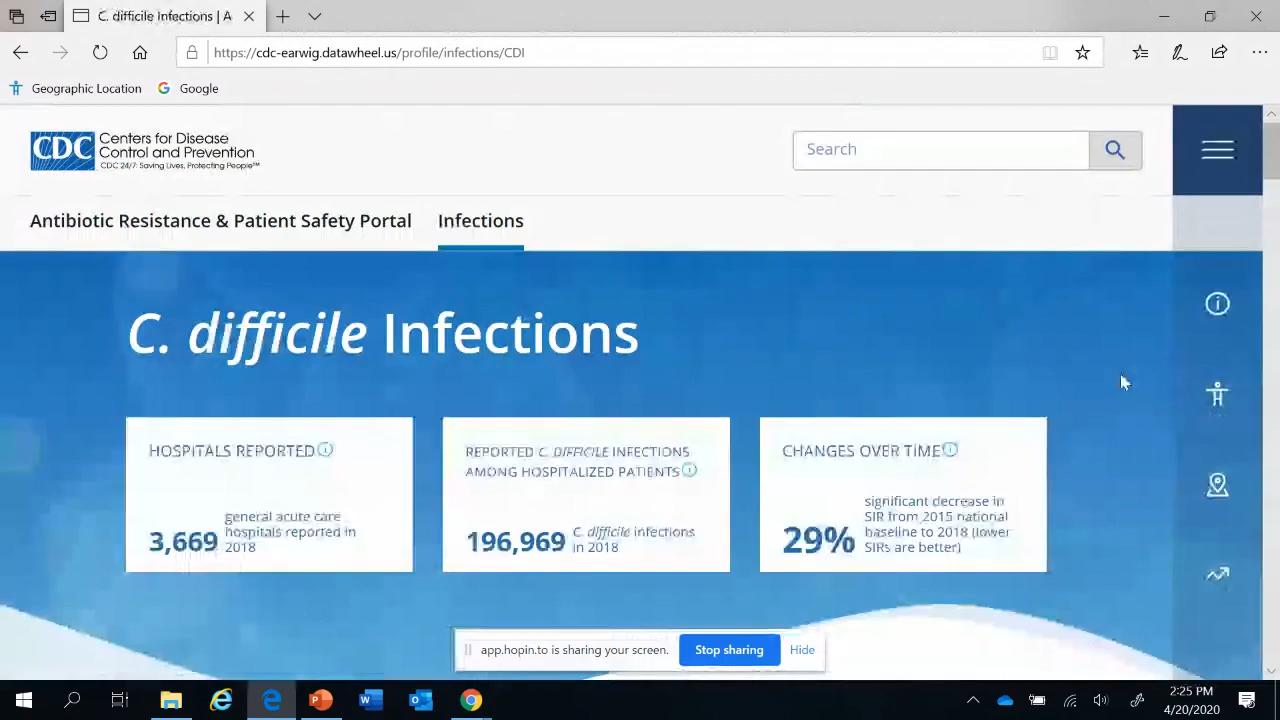 C. difficile Infections | A
https://cdc-earwig.datawheel.us/profile/infections/CDI
Geographic Location
Google
CDC
Centers for Disease
Control and Prevention
CDC 24/7: Saving Lives, Protecting People™
Search
Antibiotic Resistance & Patient Safety Portal
Infections
C. difficile Infections
HOSPITALS REPORTED
3,669
general acute care
hospitals reported in
2018
REPORTED C. DIFFICILE INFECTIONS
AMONG HOSPITALIZED PATIENTS
196,969
C. difficile infections
in 2018
CHANGES OVER TIME
29%
significant decrease in
SIR from 2015 national
baseline to 2018 (lower
SIRs are better)
app.hopin.to is sharing your screen.
Stop sharing
Hide
2:25 PM
4/20/2020